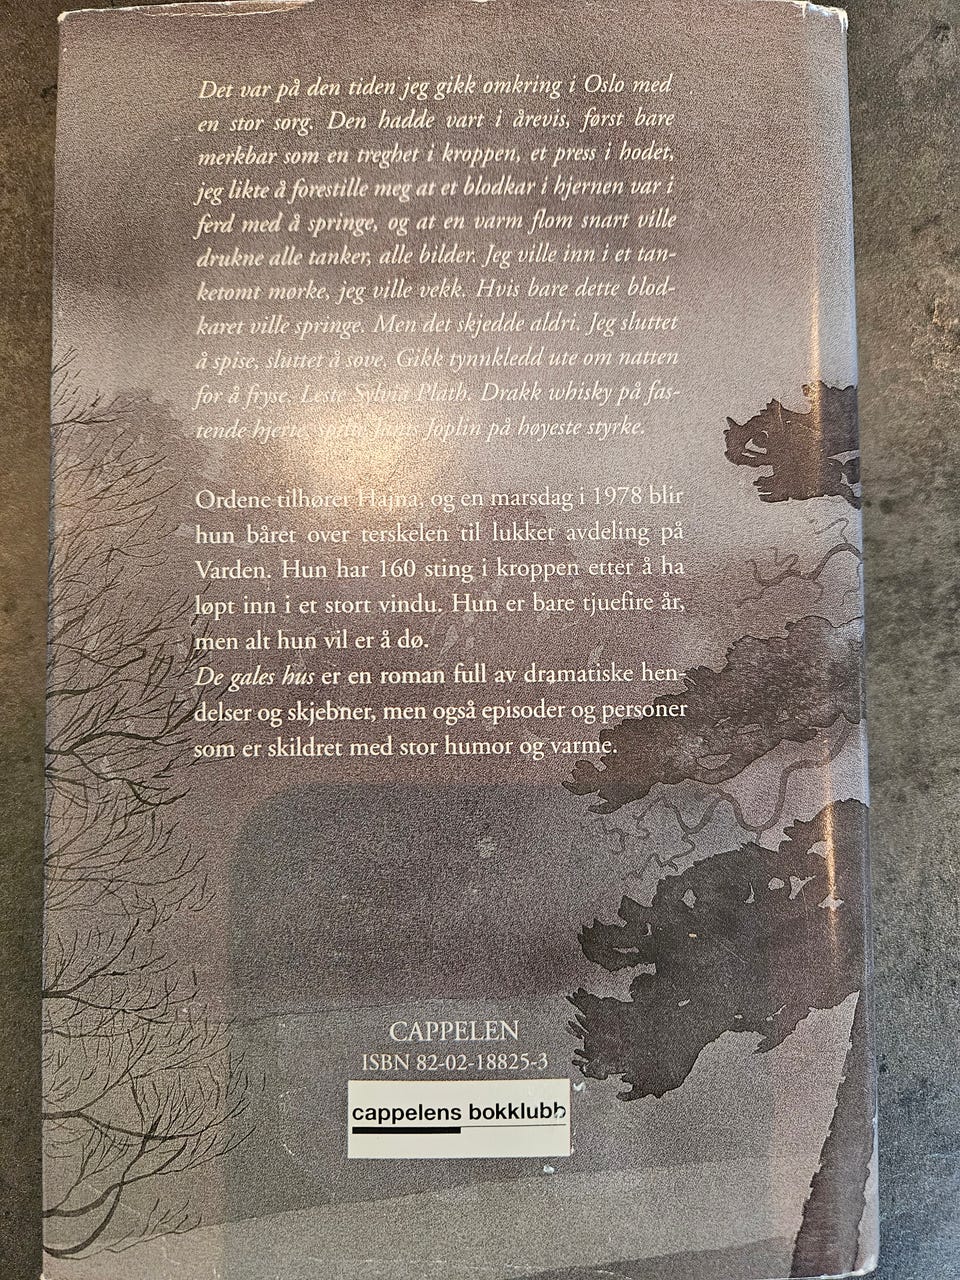 Det var på den tiden jeg gikk omkring i Oslo med
en stor sorg. Den hadde vart i årevis, først bare
merkbar som en treghet i kroppen, et press i hodet,
jeg likte å forestille meg at et blodkar i hjernen var i
ferd med å springe, og at en varm flom snart ville
drukne alle tanker, alle bilder. Jeg ville inn i et tan-
ketomt mørke, jeg ville vekk. Hvis bare dette blod-
karet ville springe. Men det skjedde aldri. Jeg sluttet
å spise, sluttet å sove. Gikk tynnkledd ute om natten
for å fryse. Leste Sylvia Plath. Drakk whisky på fas-
tende hjerte, Janis Joplin på høyeste styrke.
Ordene tilhører Hajna, og en marsdag i 1978 blir
hun båret over terskelen til lukket avdeling på
Varden. Hun har 160 sting i kroppen etter å ha
løpt inn i et stort vindu. Hun er bare tjuefire år,
men alt hun vil er å dø.
De gales hus er en roman full av dramatiske hen-
delser og skjebner, men også episoder og personer
som er skildret med stor humor og varme.
CAPPELEN
ISBN 82-02-18825-3
cappelens bokklubb